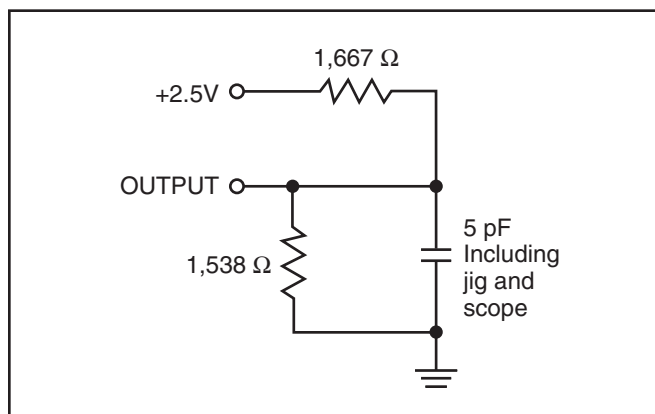 1,667 Ω
+2.5V
OUTPUT
1,538 Ω
5 pF
Including
jig and
scope